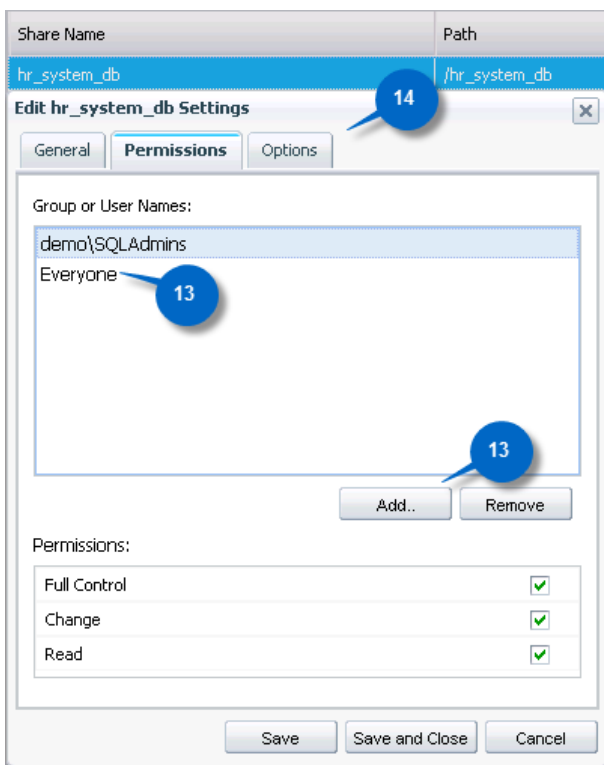 Share Name Path
hr_system_db /hr_system_db
Edit hr_system_db Settings 14
General Permissions Options
Group or User Names:
demo\SQLAdmins
Everyone 13
13
Add.. Remove
Permissions:
Full Control
Change
Read
Save Save and Close Cancel